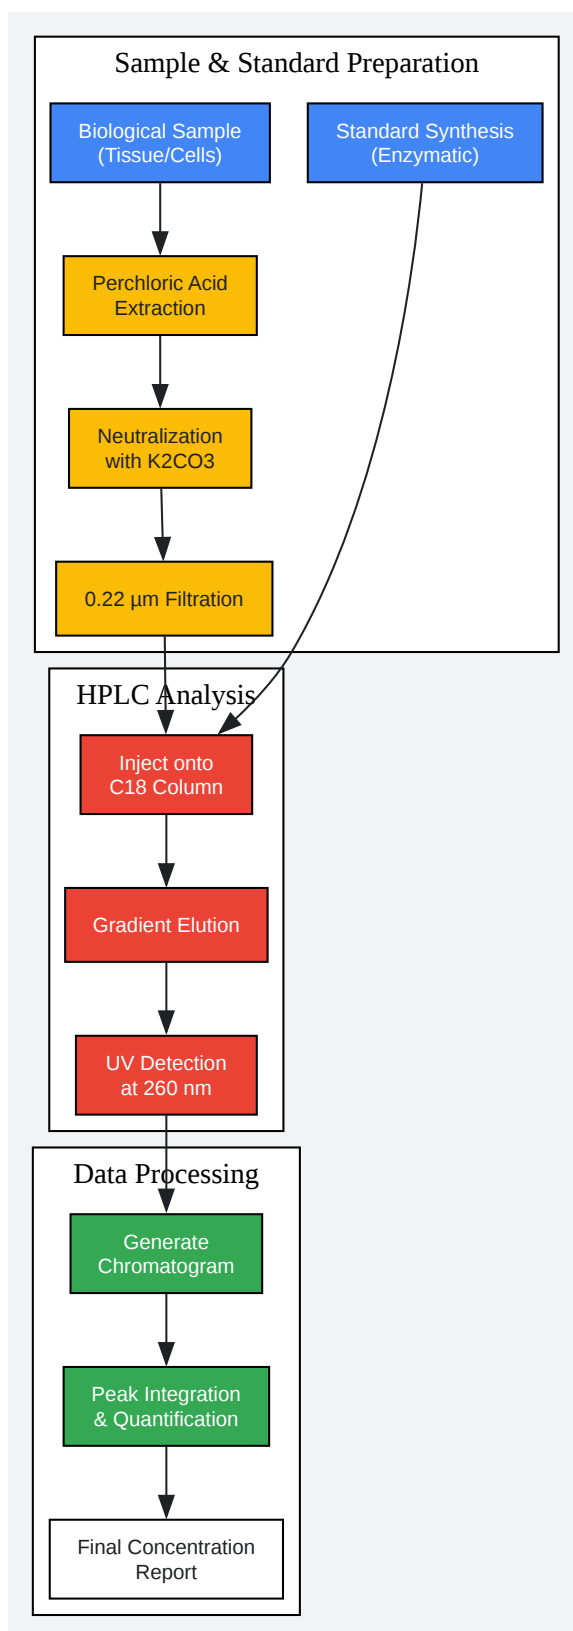 Sample & Standard Preparation
Biological Sample
(Tissue/Cells)
Standard Synthesis
(Enzymatic)
Perchloric Acid
Extraction
Neutralization
with K2CO3
0.22 µm Filtration
HPLC Analysis
Inject onto
C18 Column
Gradient Elution
UV Detection
at 260 nm
Data Processing
Generate
Chromatogram
Peak Integration
& Quantification
Final Concentration
Report